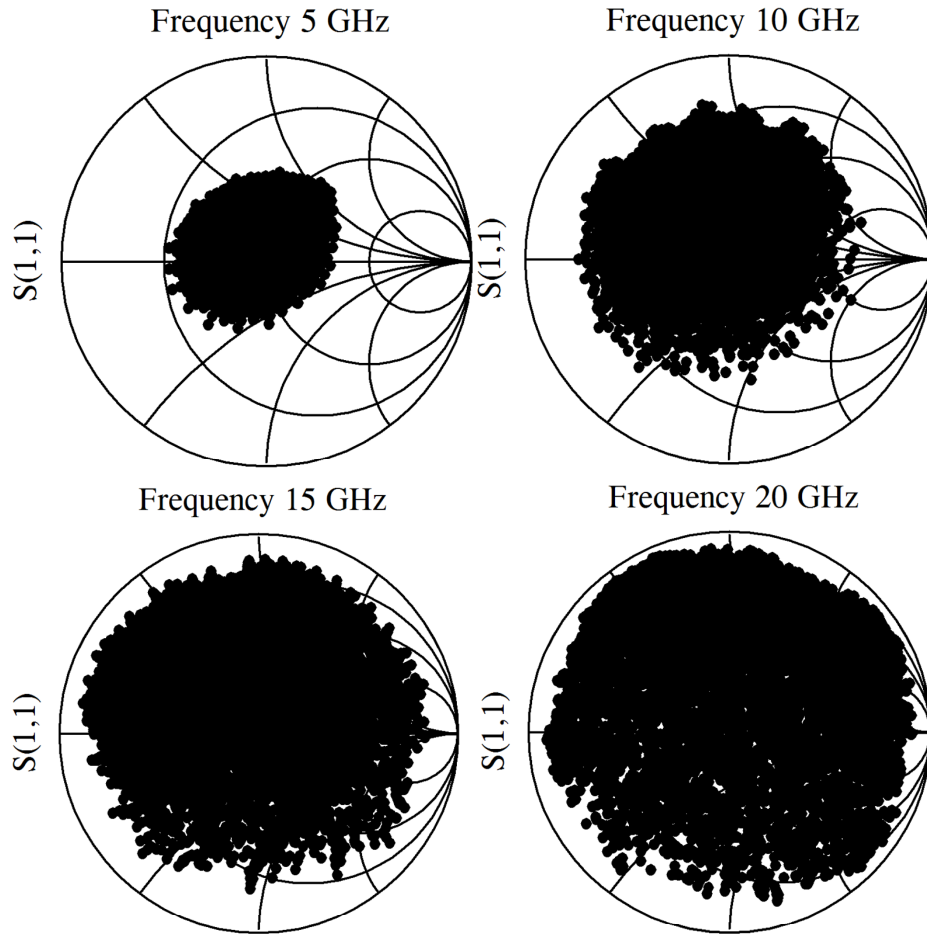 Frequency 5 GHz
Frequency 10 GHz
S(1,1)
S(1,1)
Frequency 15 GHz
Frequency 20 GHz
S(1,1)
S(1,1)